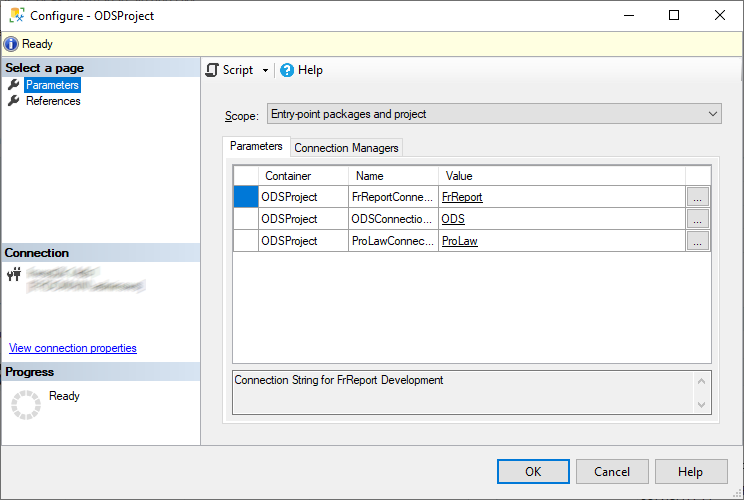 Configure - ODSProject
Ready
Select a page
Parameters
References
Script
Help
Scope:
Entry-point packages and project
Parameters
Connection Managers
Container Name Value
ODSProject FrReportConne... FrReport ...
ODSProject ODSConnectio... ODS ...
ODSProject ProLawConnec... ProLaw ...
Connection String for FrReport Development
Connection
View connection properties
Progress
Ready
OK
Cancel
Help